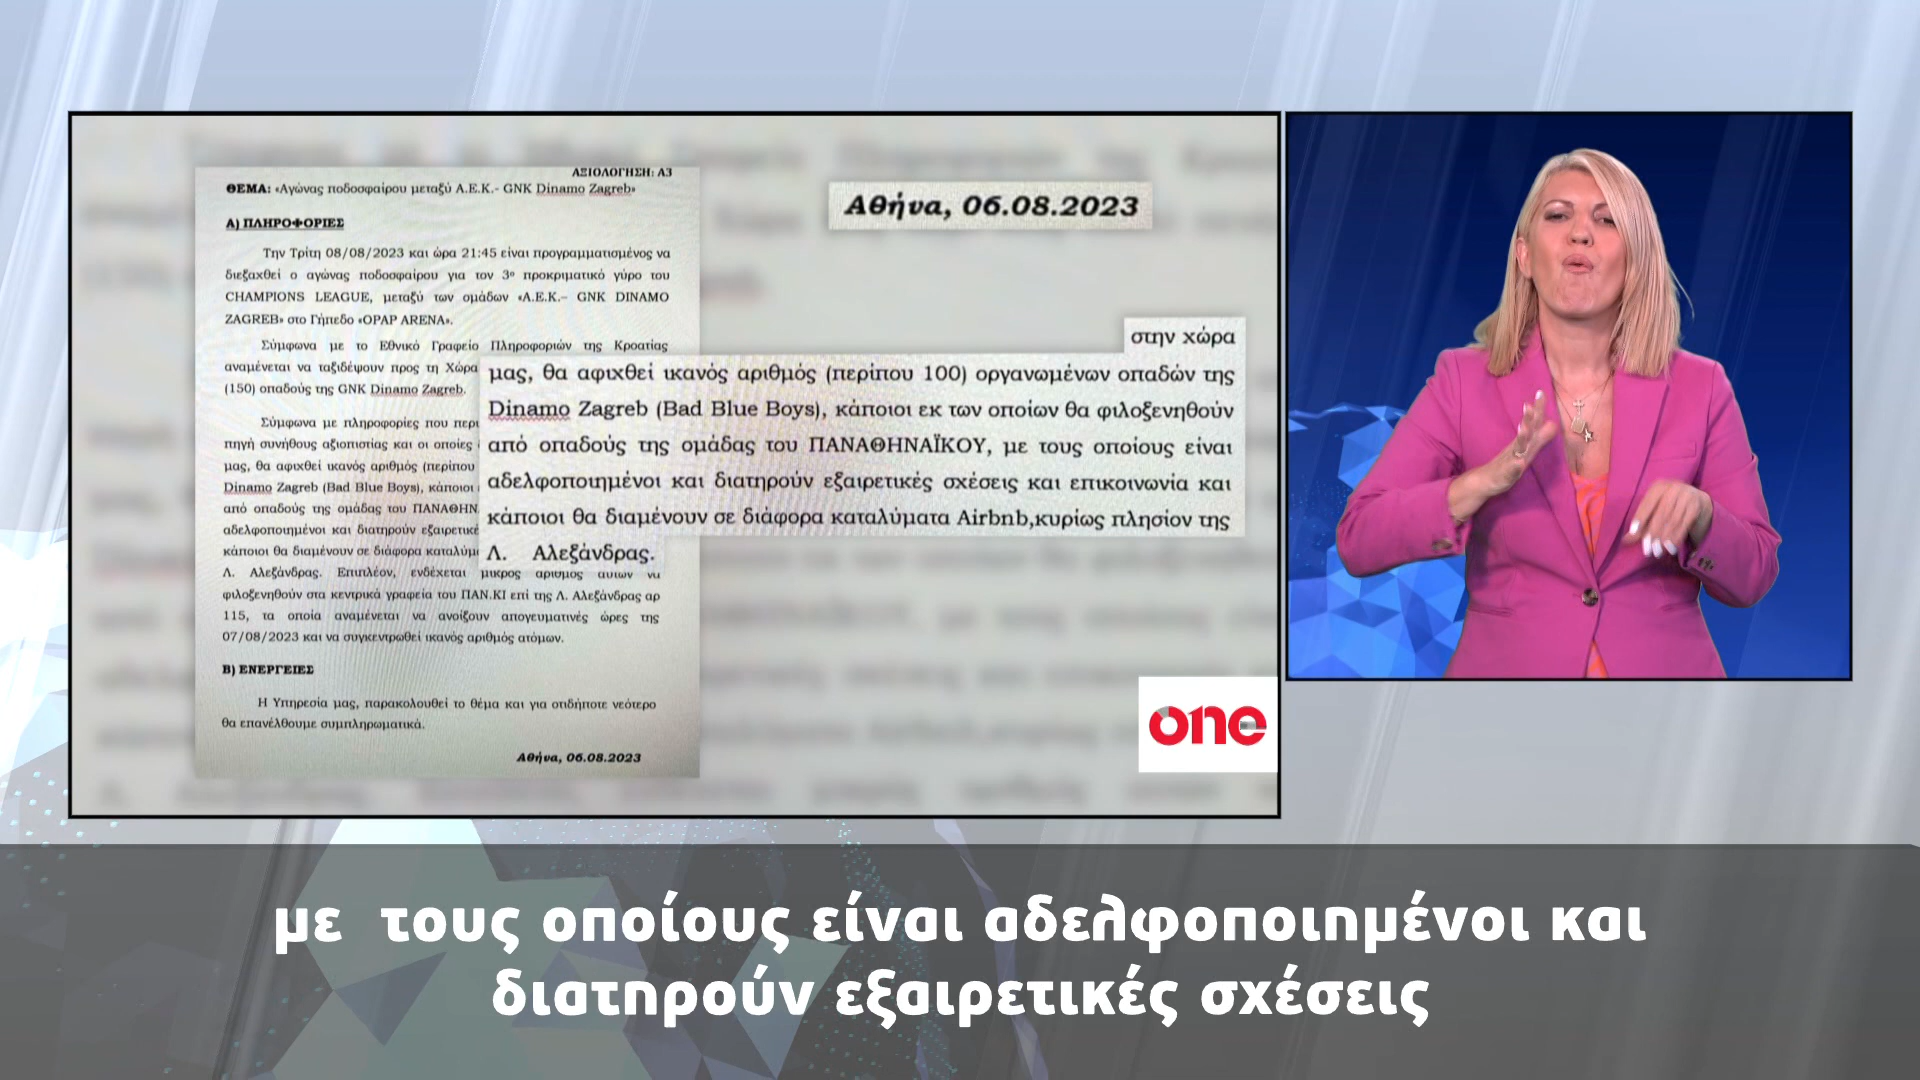 ΑΞΙΟΛΟΓΗΣΗ: Α3
ΘΕΜΑ: «Αγώνας ποδοσφαίρου μεταξύ Α.Ε.Κ.- GNK Dinamo Zagreb»
Α) ΠΛΗΡΟΦΟΡΙΕΣ
Την Τρίτη 08/08/2023 και ώρα 21:45 είναι προγραμματισμένος να
διεξαχθεί ο αγώνας ποδοσφαίρου για τον 3ο προκριματικό γύρο του
CHAMPIONS LEAGUE, μεταξύ των ομάδων «Α.Ε.Κ.– GNK DINAMO
ZAGREB» στο Γήπεδο «OPAP ARENA».
Σύμφωνα με το Εθνικό Γραφείο Πληροφοριών της Κροατίας
αναμένεται να ταξιδέψουν προς τη Χώρα
(150) οπαδούς της GNK Dinamo Zagreb.
Σύμφωνα με πληροφορίες που
πηγή συνήθους αξιοπιστίας και οι οποίες
μας, θα αφιχθεί ικανός αριθμός (περίπου
Dinamo Zagreb (Bad Blue Boys), κάποιοι
από οπαδούς της ομάδας του
αδελφοποιημένοι και διατηρούν
κάποιοι θα διαμένουν σε διάφορα
Λ. Αλεξάνδρας. Επιπλέον, ενδέχεται μικρός αριθμός αυτών να
φιλοξενηθούν στα κεντρικά γραφεία του ΠΑΝ.ΚΙ επί της Λ. Αλεξάνδρας αρ
115, τα οποία αναμένεται να ανοίξουν απογευματινές ώρες της
07/08/2023 και να συγκεντρωθεί ικανός αριθμός ατόμων.
Β) ΕΝΕΡΓΕΙΕΣ
Η Υπηρεσία μας, παρακολουθεί το θέμα και για οτιδήποτε νεότερο
θα επανέλθουμε συμπληρωματικά.
Αθήνα, 06.08.2023
Αθήνα, 06.08.2023
στην χώρα
μας, θα αφιχθεί ικανός αριθμός (περίπου 100) οργανωμένων οπαδών της
Dinamo Zagreb (Bad Blue Boys), κάποιοι εκ των οποίων θα φιλοξενηθούν
από οπαδούς της ομάδας του ΠΑΝΑΘΗΝΑΪΚΟΥ, με τους οποίους είναι
αδελφοποιημένοι και διατηρούν εξαιρετικές σχέσεις και επικοινωνία και
κάποιοι θα διαμένουν σε διάφορα καταλύματα Airbnb,κυρίως πλησίον της
Λ. Αλεξάνδρας.
one
με τους οποίους είναι αδελφοποιημένοι και
διατηρούν εξαιρετικές σχέσεις